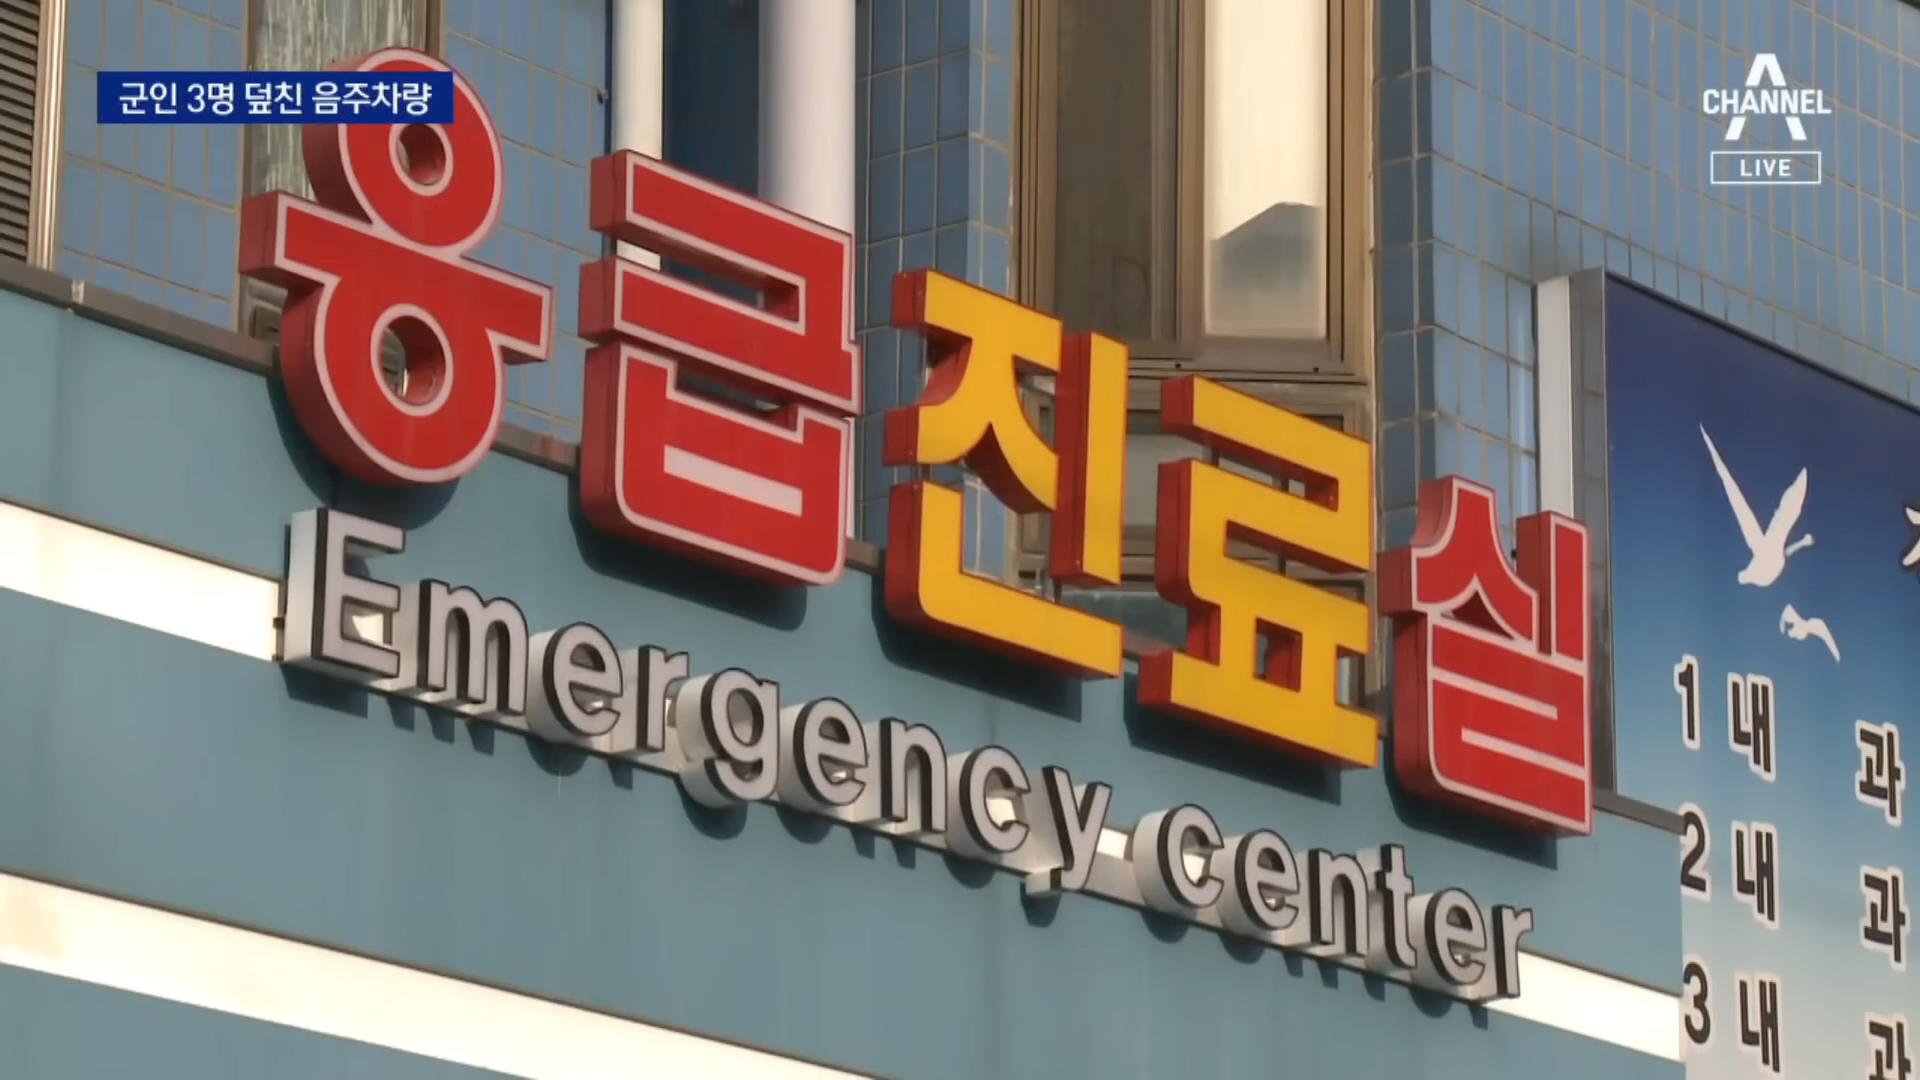 군인 3명 덮친 음주차량
CHANNEL A
LIVE
응급진료실
Emergency center
1 내 과
2 내 과
3 내 과